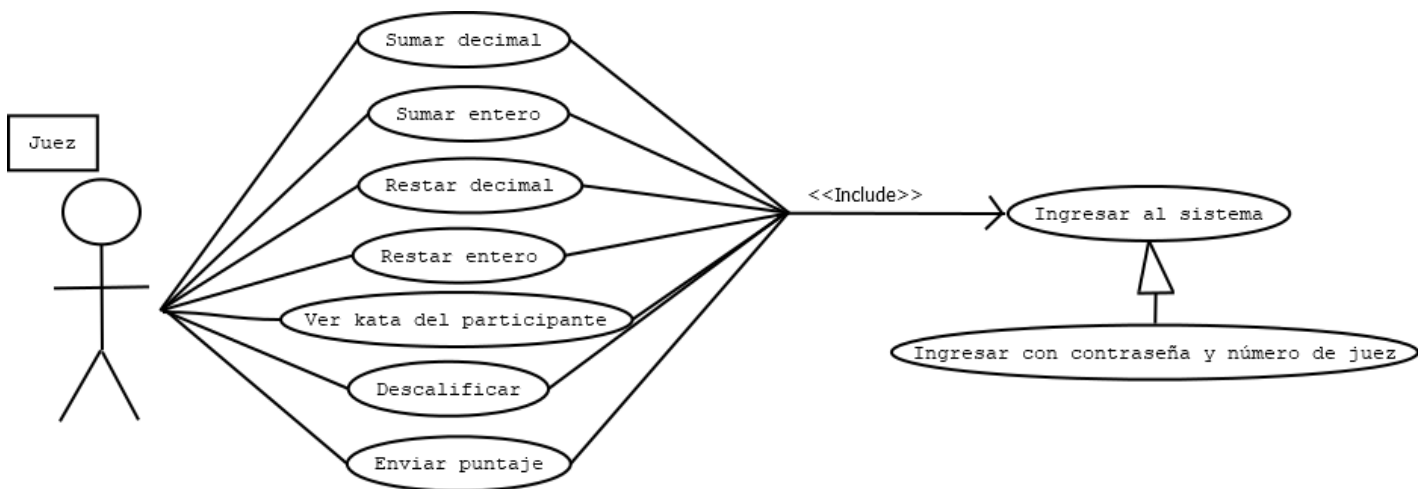 Juez
Sumar decimal
Sumar entero
Restar decimal
Restar entero
Ver kata del participante
Descalificar
Enviar puntaje
<<Include>>
Ingresar al sistema
Ingresar con contraseña y número de juez